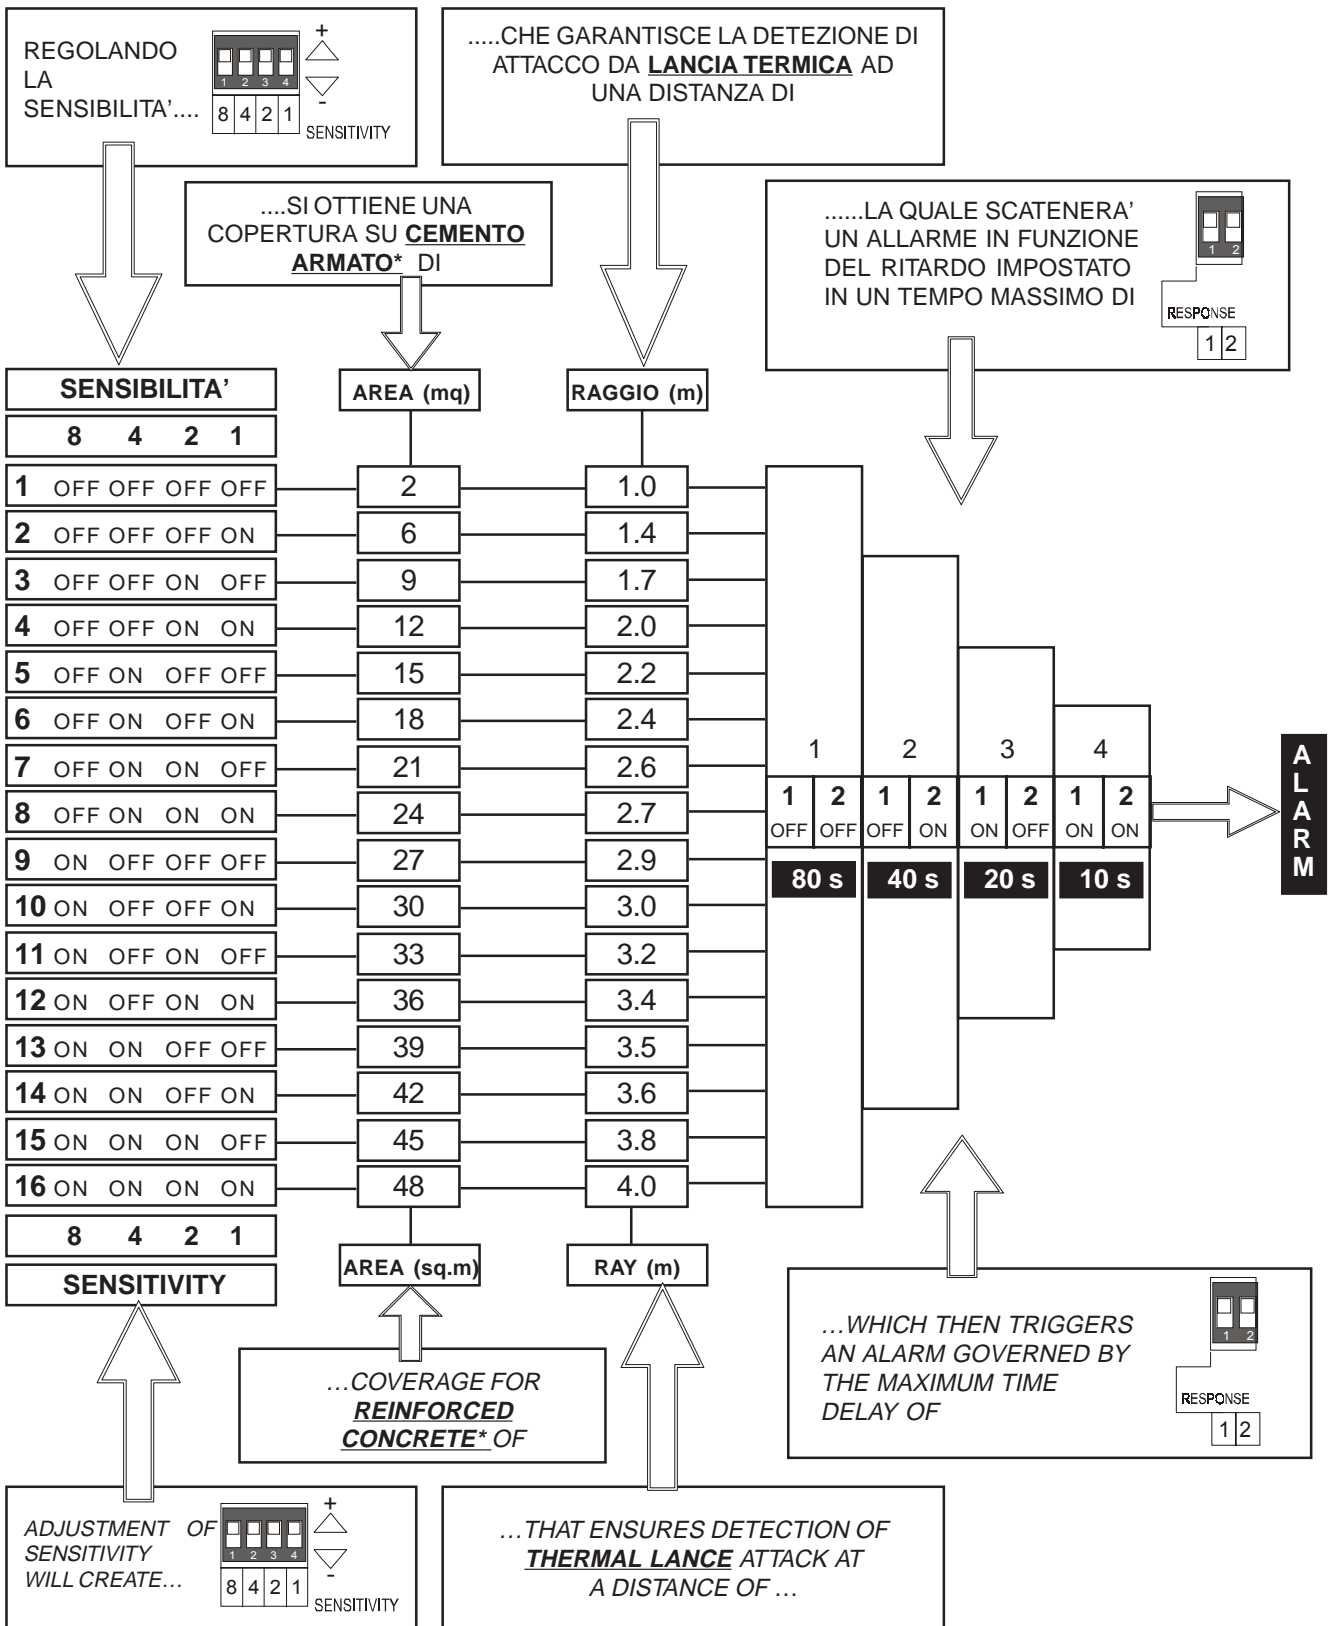 REGOLANDO
LA
SENSIBILITA’....
1 2 3 4
8 4 2 1
+
-
SENSITIVITY
.....CHE GARANTISCE LA DETEZIONE DI
ATTACCO DA LANCIA TERMICA AD
UNA DISTANZA DI
....SI OTTIENE UNA
COPERTURA SU CEMENTO
ARMATO* DI
......LA QUALE SCATENERA’
UN ALLARME IN FUNZIONE
DEL RITARDO IMPOSTATO
IN UN TEMPO MASSIMO DI
1 2
RESPONSE
1 2
SENSIBILITA’ AREA (mq) RAGGIO (m)
8 4 2 1
1 OFF OFF OFF OFF 2 1.0
2 OFF OFF OFF ON 6 1.4
3 OFF OFF ON OFF 9 1.7
4 OFF OFF ON ON 12 2.0
5 OFF ON OFF OFF 15 2.2
6 OFF ON OFF ON 18 2.4
7 OFF ON ON OFF 21 2.6
8 OFF ON ON ON 24 2.7
9 ON OFF OFF OFF 27 2.9
10 ON OFF OFF ON 30 3.0
11 ON OFF ON OFF 33 3.2
12 ON OFF ON ON 36 3.4
13 ON ON OFF OFF 39 3.5
14 ON ON OFF ON 42 3.6
15 ON ON ON OFF 45 3.8
16 ON ON ON ON 48 4.0
8 4 2 1
SENSITIVITY AREA (sq.m) RAY (m)
1 2 3 4
1 2 1 2 1 2 1 2
OFF OFF OFF ON ON OFF ON ON
80 s 40 s 20 s 10 s
ALARM
…COVERAGE FOR
REINFORCED
CONCRETE* OF
…WHICH THEN TRIGGERS
AN ALARM GOVERNED BY
THE MAXIMUM TIME
DELAY OF
1 2
RESPONSE
1 2
ADJUSTMENT OF
SENSITIVITY
WILL CREATE…
1 2 3 4
8 4 2 1
+
-
SENSITIVITY
…THAT ENSURES DETECTION OF
THERMAL LANCE ATTACK AT
A DISTANCE OF …